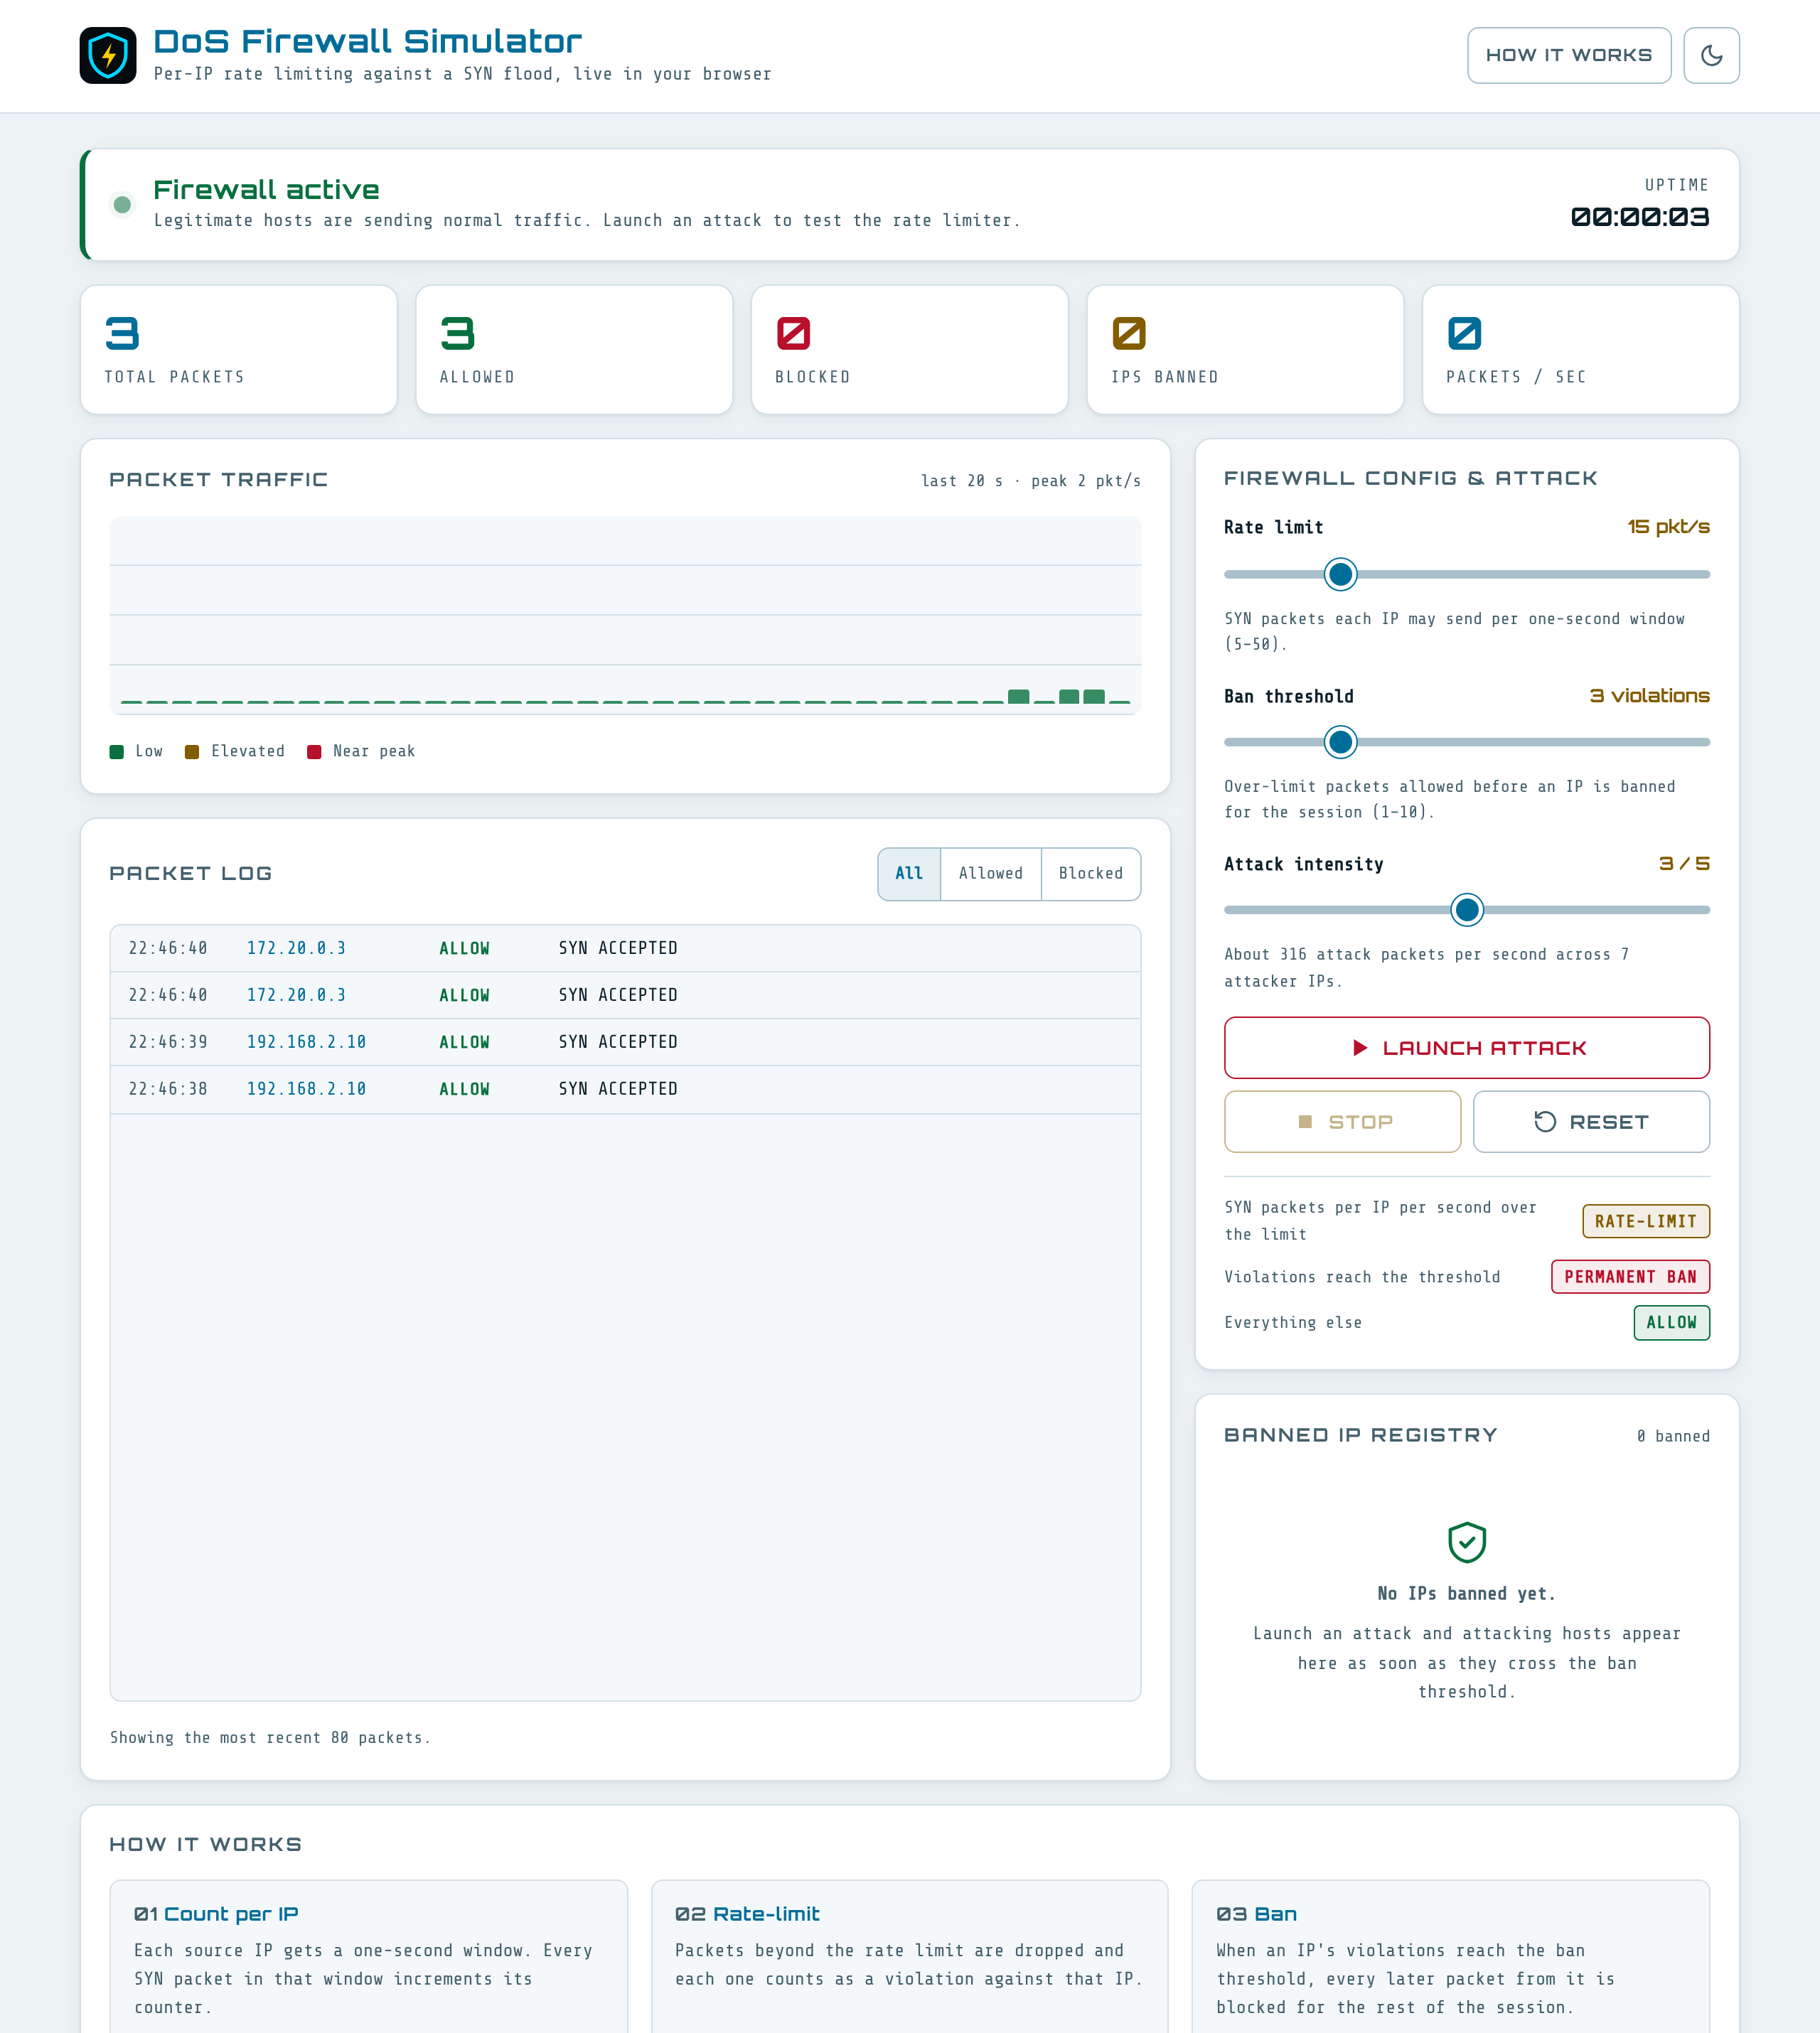 DoS Firewall Simulator
Per-IP rate limiting against a SYN flood, live in your browser
HOW IT WORKS
Firewall active
Legitimate hosts are sending normal traffic. Launch an attack to test the rate limiter.
UPTIME
00:00:03
3
TOTAL PACKETS
3
ALLOWED
0
BLOCKED
0
IPS BANNED
0
PACKETS / SEC
PACKET TRAFFIC
last 20 s · peak 2 pkt/s
Low
Elevated
Near peak
PACKET LOG
All
Allowed
Blocked
22:46:40 172.20.0.3 ALLOW SYN ACCEPTED
22:46:40 172.20.0.3 ALLOW SYN ACCEPTED
22:46:39 192.168.2.10 ALLOW SYN ACCEPTED
22:46:38 192.168.2.10 ALLOW SYN ACCEPTED
Showing the most recent 80 packets.
FIREWALL CONFIG & ATTACK
Rate limit
15 pkt/s
SYN packets each IP may send per one-second window
(5–50).
Ban threshold
3 violations
Over-limit packets allowed before an IP is banned
for the session (1–10).
Attack intensity
3 / 5
About 316 attack packets per second across 7
attacker IPs.
LAUNCH ATTACK
STOP
RESET
SYN packets per IP per second over
the limit
RATE-LIMIT
Violations reach the threshold
PERMANENT BAN
Everything else
ALLOW
BANNED IP REGISTRY
0 banned
No IPs banned yet.
Launch an attack and attacking hosts appear
here as soon as they cross the ban
threshold.
HOW IT WORKS
01 Count per IP
Each source IP gets a one-second window. Every
SYN packet in that window increments its
counter.
02 Rate-limit
Packets beyond the rate limit are dropped and
each one counts as a violation against that IP.
03 Ban
When an IP's violations reach the ban
threshold, every later packet from it is
blocked for the rest of the session.